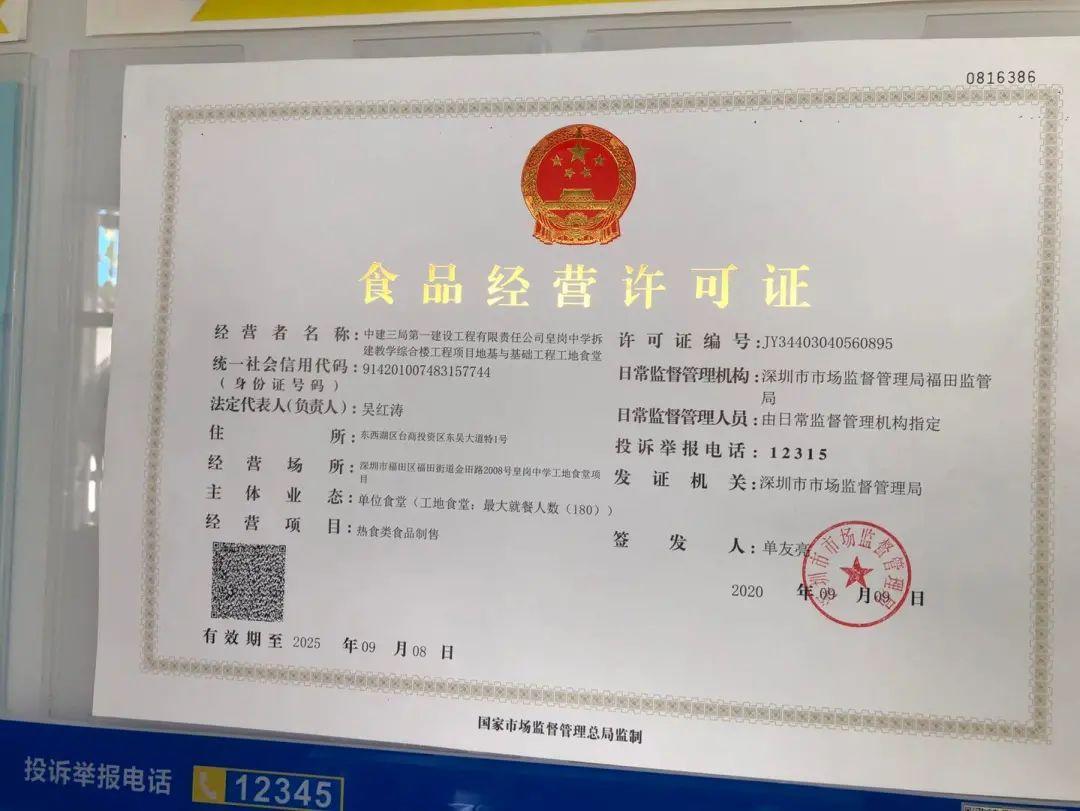 0816386
食品经营许可证
经营者名称：中建三局第一建设工程有限责任公司皇岗中学拆
建教学综合楼工程项目地基与基础工程工地食堂
统一社会信用代码：914201007483157744
（身份证号码）
法定代表人（负责人）：吴红涛
住所：东西湖区台商投资区东吴大道特1号
经营场所：深圳市福田区福田街道金田路2008号皇岗中学工地食堂项
目
主体业态：单位食堂（工地食堂：最大就餐人数（180））
经营项目：热食类食品制售
有效期至 2025 年 09 月 08 日
许可证编号：JY34403040560895
日常监督管理机构：深圳市市场监督管理局福田监管
局
日常监督管理人员：由日常监督管理机构指定
投诉举报电话：12315
发证机关：深圳市市场监督管理局
签发人：单友亮
深圳市市场监督管理局
2020 年 09 月 09 日
国家市场监督管理总局监制
投诉举报电话 12345